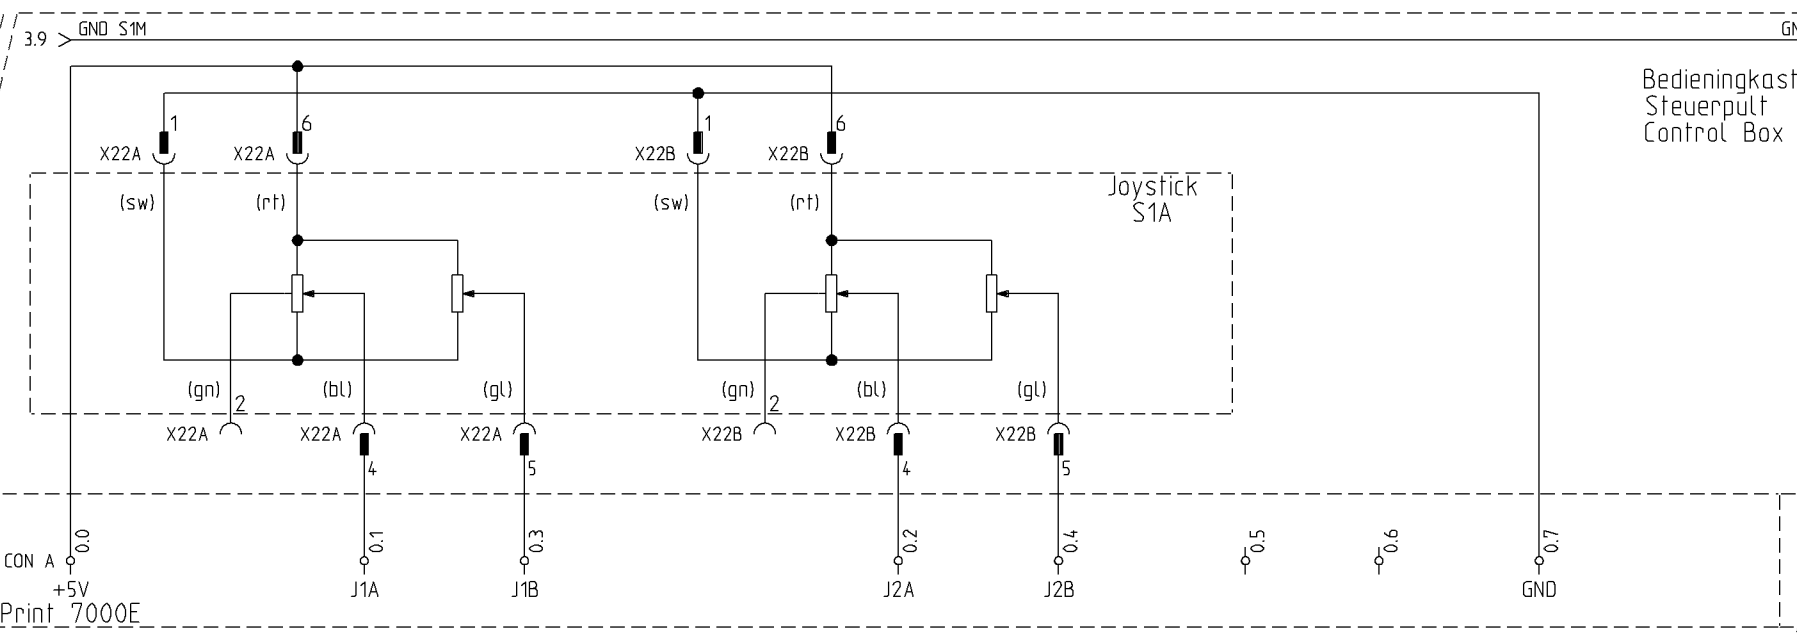 GND S1M
3.9
Bedieningkast
Steuerpult
Control Box
1
6
1
6
X22A
X22A
X22B
X22B
Joystick
S1A
(sw)
(rt)
(sw)
(rt)
(gn)
(bl)
(gl)
(gn)
(bl)
(gl)
2
2
X22A
X22A
X22A
X22B
X22B
X22B
4
5
4
5
0.0
0.1
0.3
0.2
0.4
0.5
0.6
0.7
CON A
+5V
J1A
J1B
J2A
J2B
GND
Print 7000E